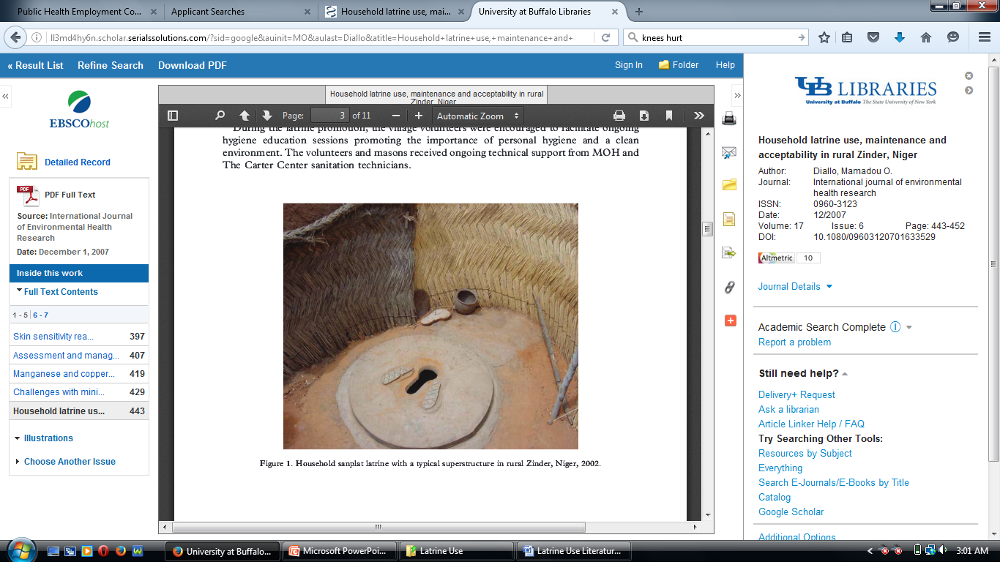 Public Health Employment Co...
Applicant Searches
Household latrine use, mai...
University at Buffalo Libraries
ll3md4hy6n.scholar.serialssolutions.com/?sid=google&auinit=MO&aulast=Diallo&atitle=Household+latrine+use,+maintenance+and+
knees hurt
« Result List Refine Search Download PDF
Sign In Folder Help
EBSCOhost
Detailed Record
PDF
PDF Full Text
Source: International Journal
of Environmental Health
Research
Date: December 1, 2007
Inside this work
Full Text Contents
1 - 5 6 - 7
Skin sensitivity rea... 397
Assessment and manag... 407
Manganese and copper... 419
Challenges with mini... 429
Household latrine us... 443
Illustrations
Choose Another Issue
Household latrine use, maintenance and acceptability in rural
Zinder, Niger
Page: 3 of 11 Automatic Zoom
During the latrine promotion, the village volunteers were encouraged to facilitate ongoing
hygiene education sessions promoting the importance of personal hygiene and a clean
environment. The volunteers and masons received ongoing technical support from MOH and
The Carter Center sanitation technicians.
Figure 1. Household sanplat latrine with a typical superstructure in rural Zinder, Niger, 2002.
UB LIBRARIES
University at Buffalo The State University of New York
Household latrine use, maintenance and
acceptability in rural Zinder, Niger
Author: Diallo, Mamadou O.
Journal: International journal of environmental
health research
ISSN: 0960-3123
Date: 12/2007
Volume: 17 Issue: 6 Page: 443-452
DOI: 10.1080/09603120701633529
Altmetric 10
Journal Details
Academic Search Complete
Report a problem
Still need help?
Delivery+ Request
Ask a librarian
Article Linker Help / FAQ
Try Searching Other Tools:
Resources by Subject
Everything
Search E-Journals/E-Books by Title
Catalog
Google Scholar
Additional Options
University at Buffalo...
Microsoft PowerPoi...
Latrine Use
Latrine Use Literatur...
3:01 AM